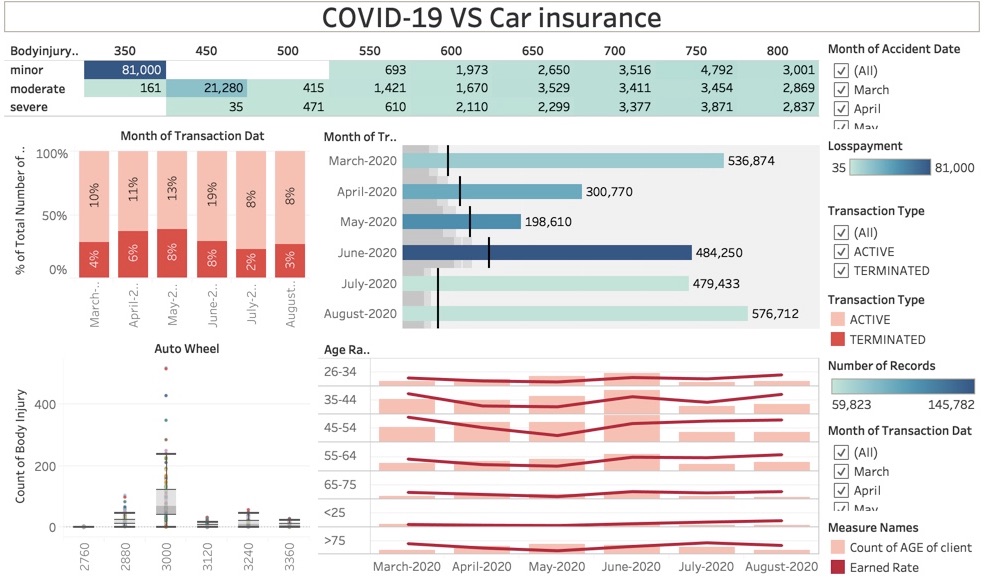 COVID-19 VS Car insurance
Bodyinjury.. 350 450 500 550 600 650 700 750 800
minor 81,000 693 1,973 2,650 3,516 4,792 3,001
moderate 161 21,280 415 1,421 1,670 3,529 3,411 3,454 2,869
severe 35 471 610 2,110 2,299 3,377 3,871 2,837
Month of Transaction Dat
% of Total Number of ..
100%
50%
0%
10% 11% 13% 19% 8% 8%
4% 6% 8% 8% 2% 3%
March-.. April-2.. May-2.. June-2.. July-2.. August..
Month of Tr..
March-2020 536,874
April-2020 300,770
May-2020 198,610
June-2020 484,250
July-2020 479,433
August-2020 576,712
Auto Wheel
Count of Body Injury
400
200
0
2760 2880 3000 3120 3240 3360
Age Ra..
26-34
35-44
45-54
55-64
65-75
<25
>75
March-2020 April-2020 May-2020 June-2020 July-2020 August-2020
Month of Accident Date
(All)
March
April
May
Losspayment
35 81,000
Transaction Type
(All)
ACTIVE
TERMINATED
Transaction Type
ACTIVE
TERMINATED
Number of Records
59,823 145,782
Month of Transaction Dat
(All)
March
April
May
Measure Names
Count of AGE of client
Earned Rate